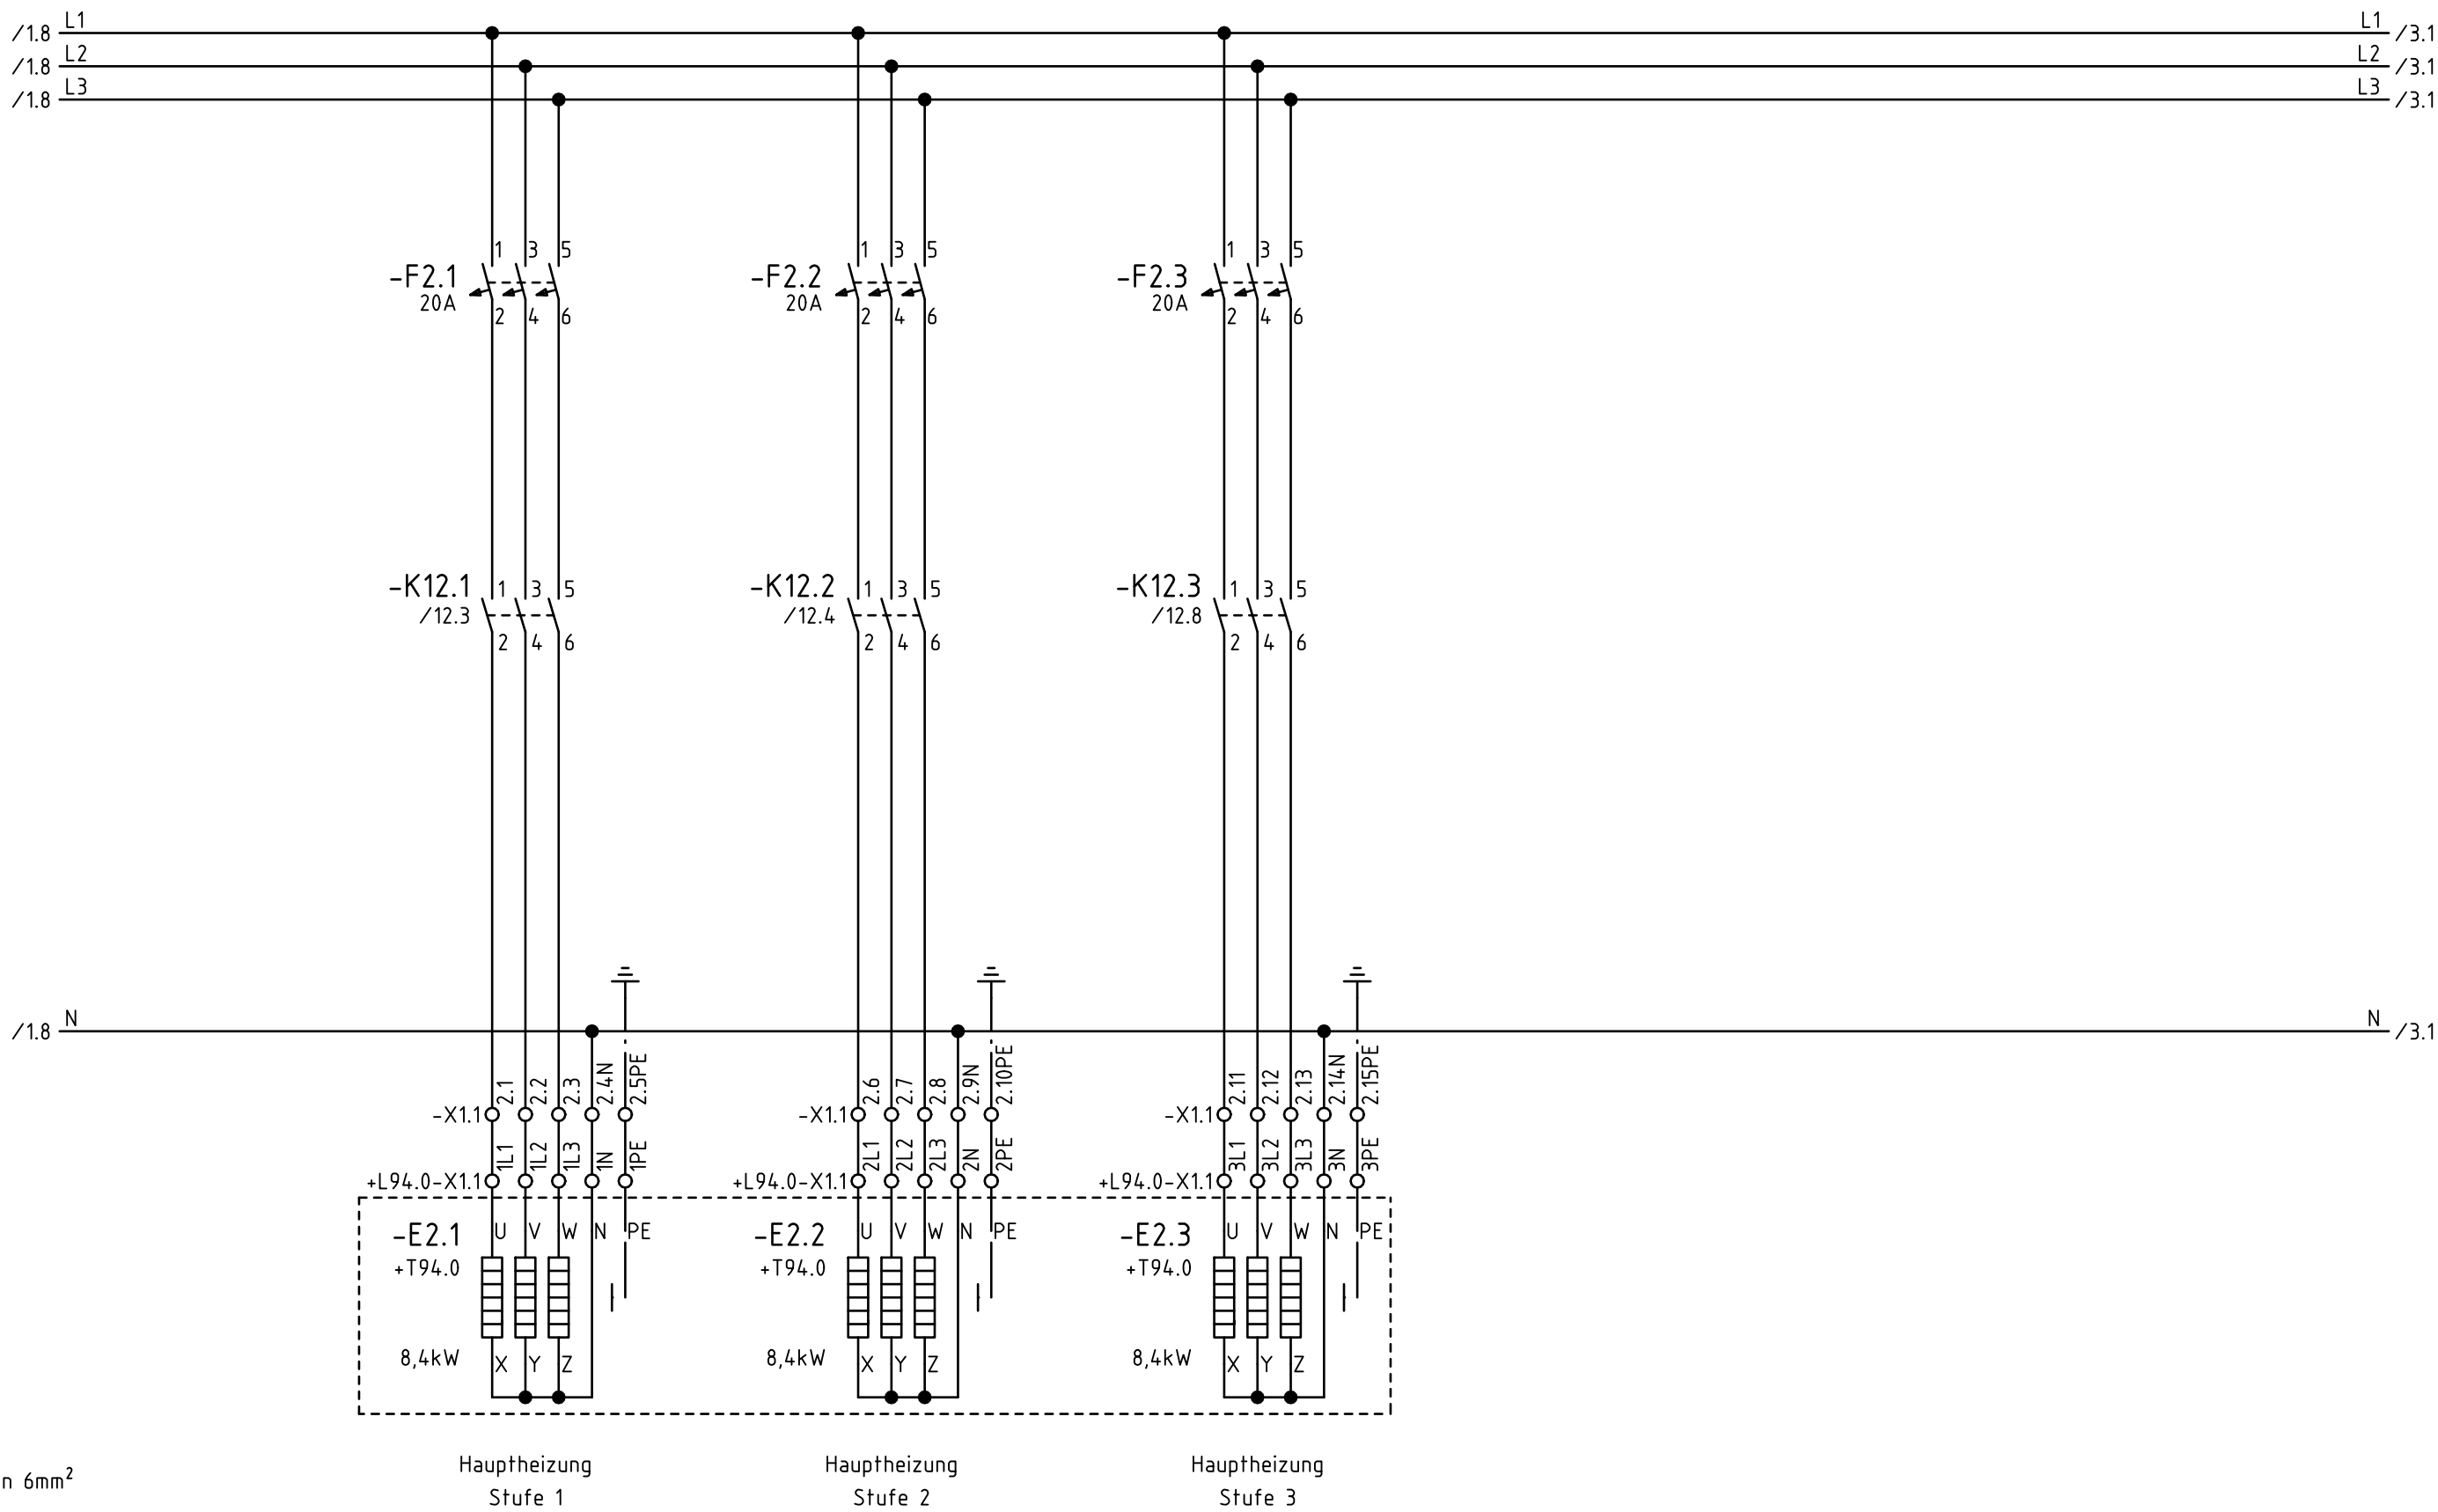 /1.8 L1 L1 /3.1
/1.8 L2 L2 /3.1
/1.8 L3 L3 /3.1
1 3 5 1 3 5 1 3 5
-F2.1 -F2.2 -F2.3
20A 20A 20A
2 4 6 2 4 6 2 4 6
-K12.1 1 3 5 -K12.2 1 3 5 -K12.3 1 3 5
/12.3 /12.4 /12.8
2 4 6 2 4 6 2 4 6
/1.8 N N /3.1
2.1 2.2 2.3 2.4N 2.5PE 2.6 2.7 2.8 2.9N 2.10PE 2.11 2.12 2.13 2.14N 2.15PE
-X1.1 -X1.1 -X1.1
1L1 1L2 1L3 1N 1PE 2L1 2L2 2L3 2N 2PE 3L1 3L2 3L3 3N 3PE
+L94.0-X1.1 +L94.0-X1.1 +L94.0-X1.1
-E2.1 U V W N PE -E2.2 U V W N PE -E2.3 U V W N PE
+T94.0 +T94.0 +T94.0
8,4kW X Y Z 8,4kW X Y Z 8,4kW X Y Z
Hauptheizung Hauptheizung Hauptheizung
n 6mm²
Stufe 1 Stufe 2 Stufe 3